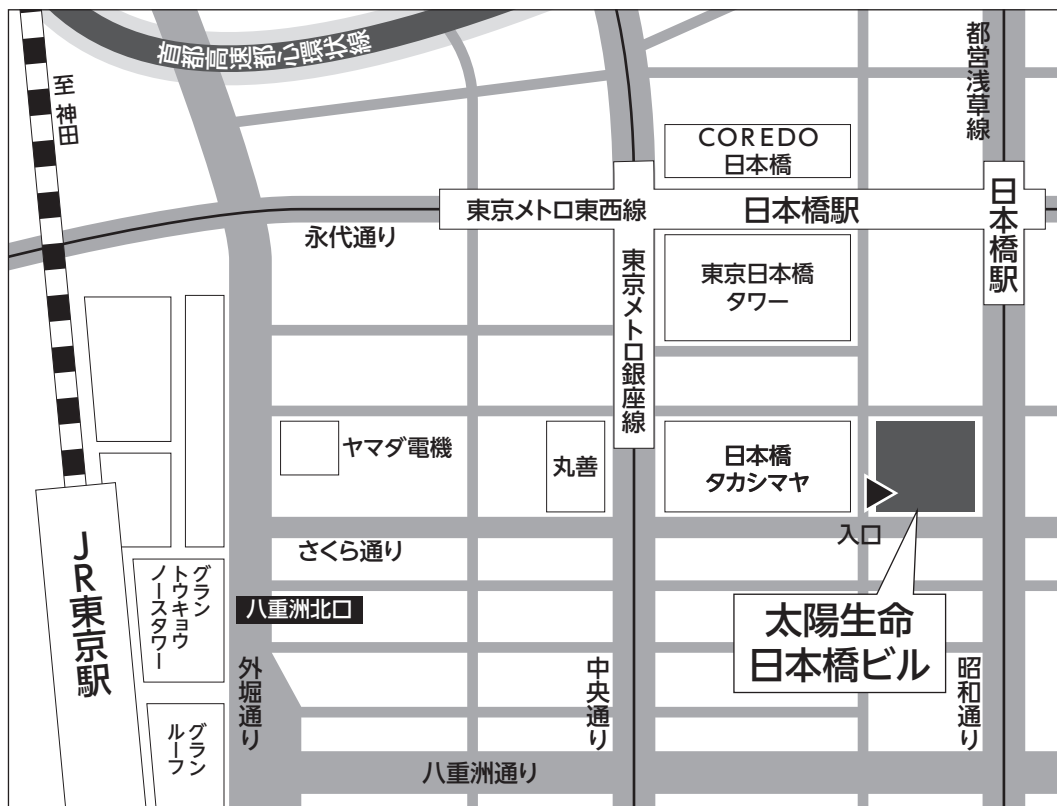 首都高速都心環状線
至 神田
都営浅草線
COREDO
日本橋
東京メトロ東西線
日本橋駅
日本橋駅
永代通り
東京メトロ銀座線
東京日本橋
タワー
ヤマダ電機
丸善
日本橋
タカシマヤ
入口
さくら通り
JR東京駅
グラン
トウキョウ
ノースタワー
八重洲北口
太陽生命
日本橋ビル
外堀通り
中央通り
昭和通り
グラン
ルーフ
八重洲通り